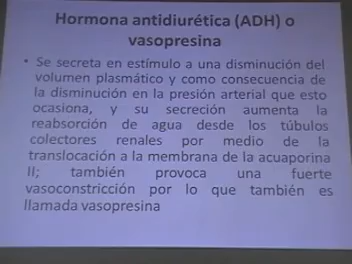 Hormona antidiurética (ADH) o
vasopresina
• Se secreta en estímulo a una disminución del
volumen plasmático y como consecuencia de
la disminución en la presión arterial que esto
ocasiona, y su secreción aumenta la
reabsorción de agua desde los túbulos
colectores renales por medio de la
translocación a la membrana de la acuaporina
II; también provoca una fuerte
vasoconstricción por lo que también es
llamada vasopresina